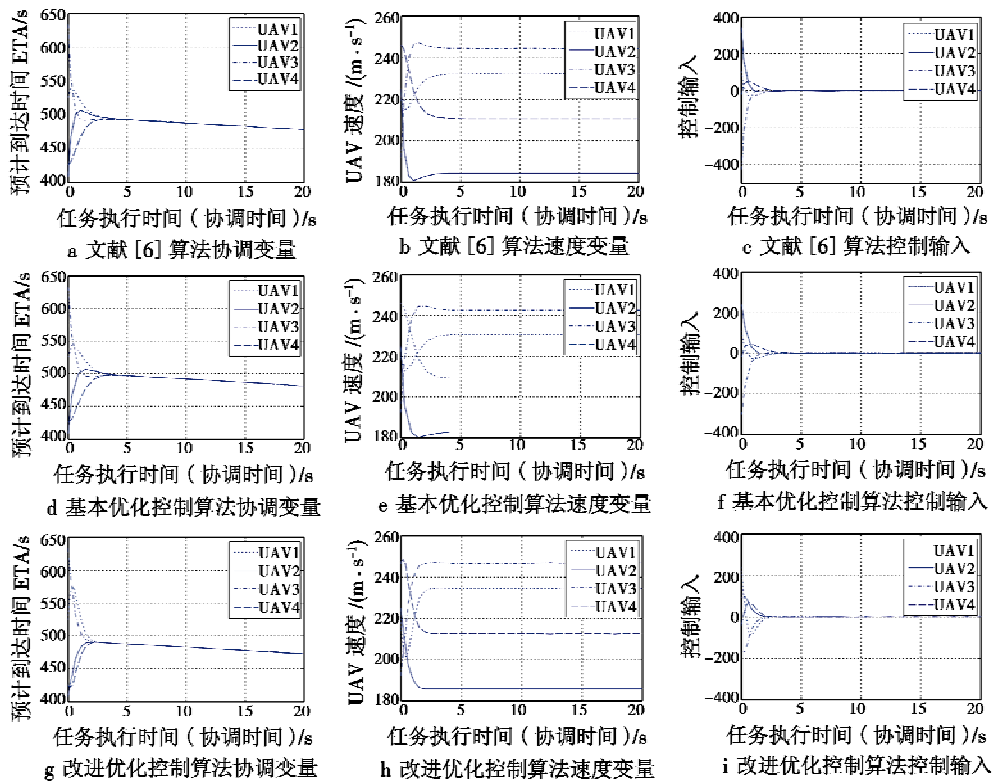 预计到达时间 ETA/s
650
600
550
500
450
400
0 5 10 15 20
UAV1
UAV2
UAV3
UAV4
任务执行时间（协调时间）/s
a 文献 [6] 算法协调变量
UAV 速度 /(m·s⁻¹)
260
240
220
200
180
0 5 10 15 20
UAV1
UAV2
UAV3
UAV4
任务执行时间（协调时间）/s
b 文献 [6] 算法速度变量
控制输入
400
200
0
-200
-400
0 5 10 15 20
UAV1
UAV2
UAV3
UAV4
任务执行时间（协调时间）/s
c 文献 [6] 算法控制输入
预计到达时间 ETA/s
650
600
550
500
450
400
0 5 10 15 20
UAV1
UAV2
UAV3
UAV4
任务执行时间（协调时间）/s
d 基本优化控制算法协调变量
UAV 速度 /(m·s⁻¹)
260
240
220
200
180
0 5 10 15 20
UAV1
UAV2
UAV3
UAV4
任务执行时间（协调时间）/s
e 基本优化控制算法速度变量
控制输入
400
200
0
-200
-400
0 5 10 15 20
UAV1
UAV2
UAV3
UAV4
任务执行时间（协调时间）/s
f 基本优化控制算法控制输入
预计到达时间 ETA/s
650
600
550
500
450
400
0 5 10 15 20
UAV1
UAV2
UAV3
UAV4
任务执行时间（协调时间）/s
g 改进优化控制算法协调变量
UAV 速度 /(m·s⁻¹)
260
240
220
200
180
0 5 10 15 20
UAV1
UAV2
UAV3
UAV4
任务执行时间（协调时间）/s
h 改进优化控制算法速度变量
控制输入
400
200
0
-200
-400
0 5 10 15 20
UAV1
UAV2
UAV3
UAV4
任务执行时间（协调时间）/s
i 改进优化控制算法控制输入